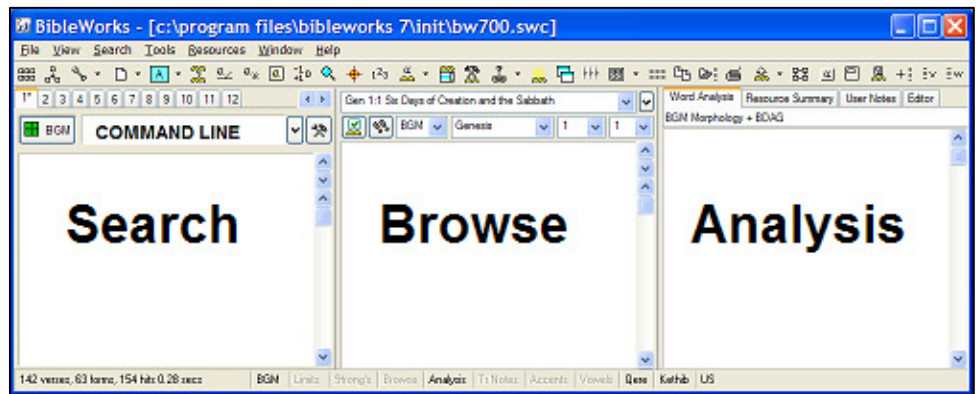 BibleWorks - [c:\program files\bibleworks 7\init\bw700.swc]
File View Search Tools Resources Window Help
1* 2 3 4 5 6 7 8 9 10 11 12
Gen 1:1 Six Days of Creation and the Sabbath
Word Analysis Resource Summary User Notes Editor
BGM COMMAND LINE
BGM Genesis 1 1
BGM Morphology + BDAG
Search Browse Analysis
142 verses, 63 forms, 154 hits 0.28 secs BGM Limits Strong's Browse Analysis Tr Notes Accents Vowels Qere Kethib US